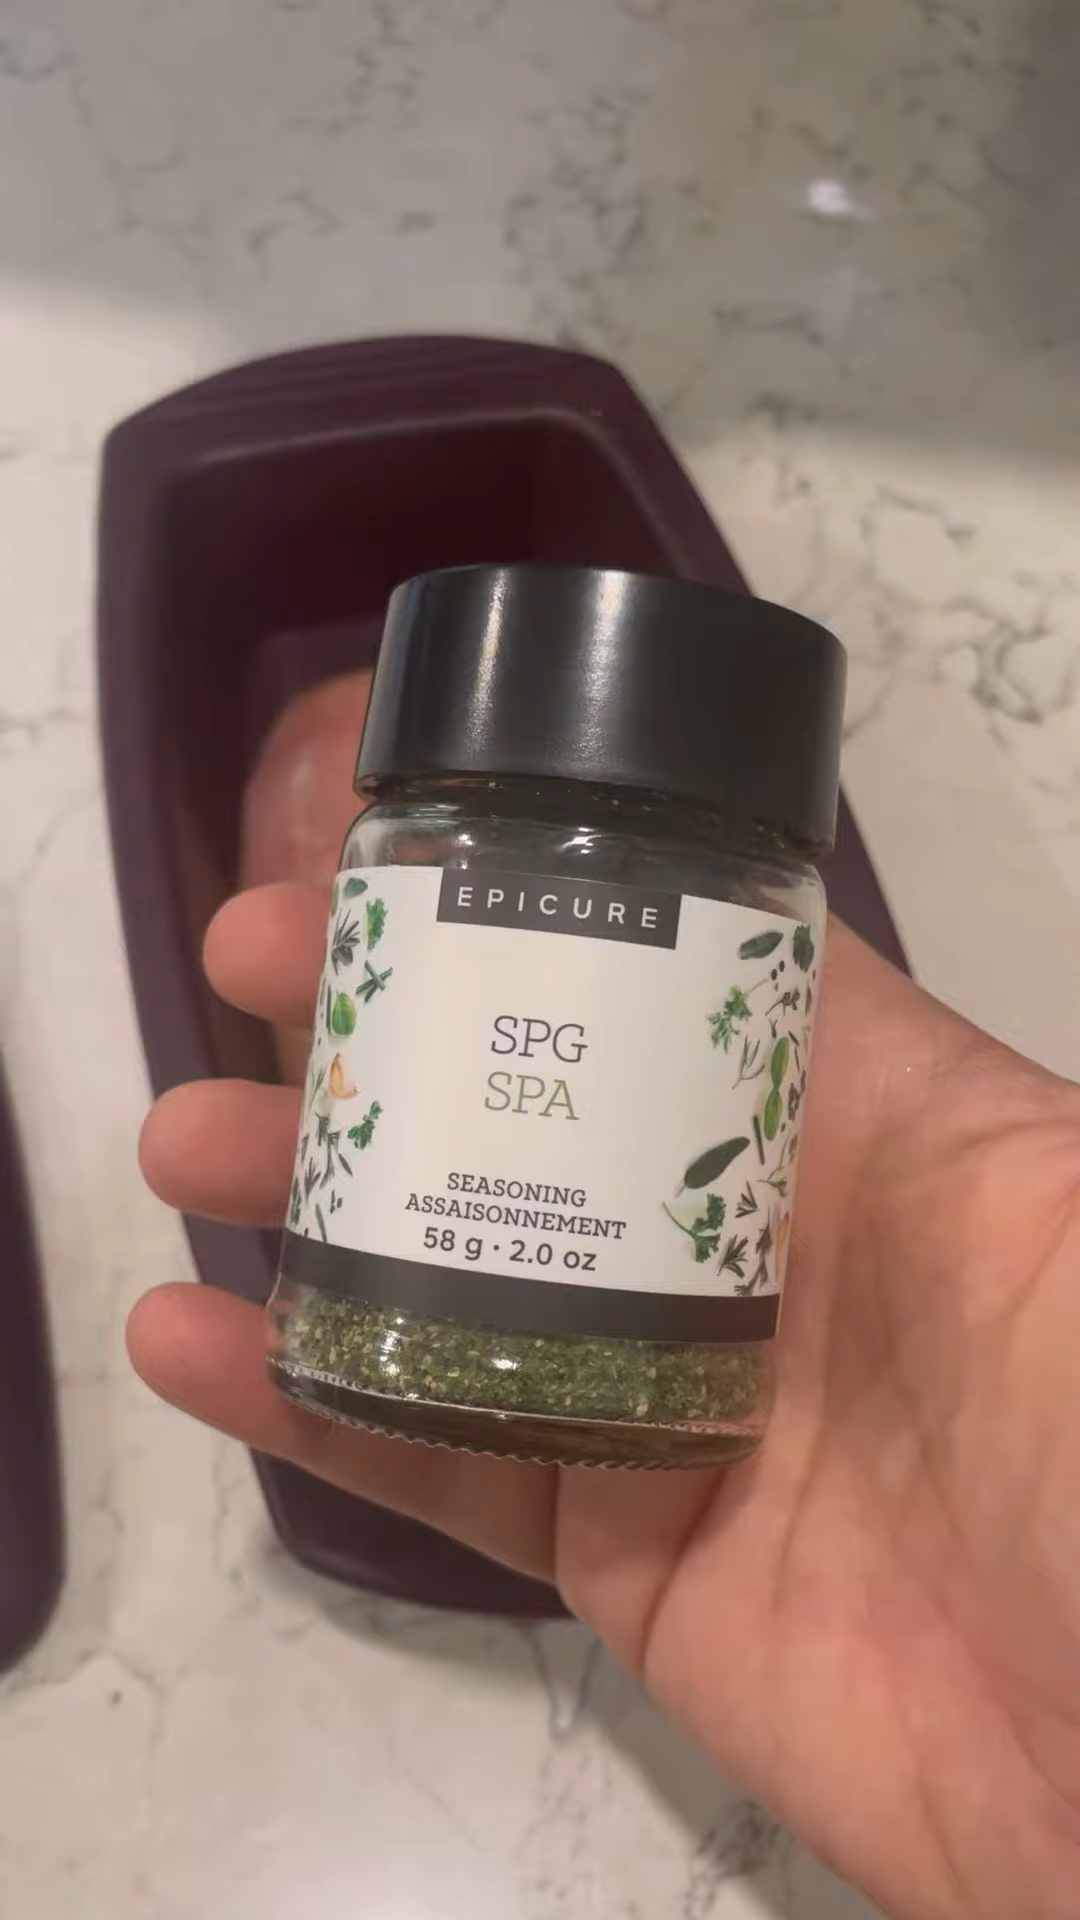 EPICURE
SPG
SPA
SEASONING
ASSAISONNEMENT
58 g • 2.0 oz